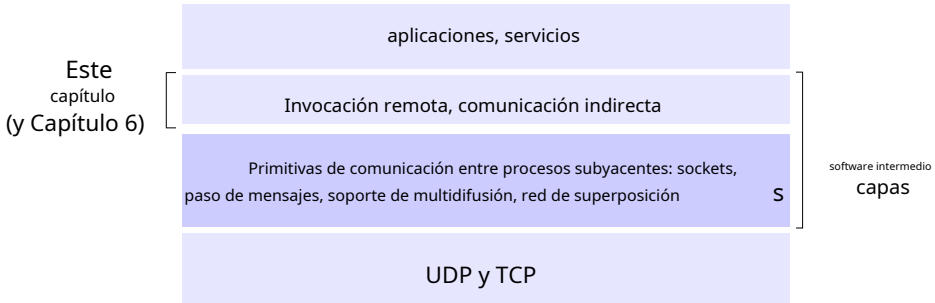 aplicaciones, servicios
Este
capítulo
(y Capítulo 6)
Invocación remota, comunicación indirecta
Primitivas de comunicación entre procesos subyacentes: sockets,
paso de mensajes, soporte de multidifusión, red de superposición s
software intermedio
capas
UDP y TCP